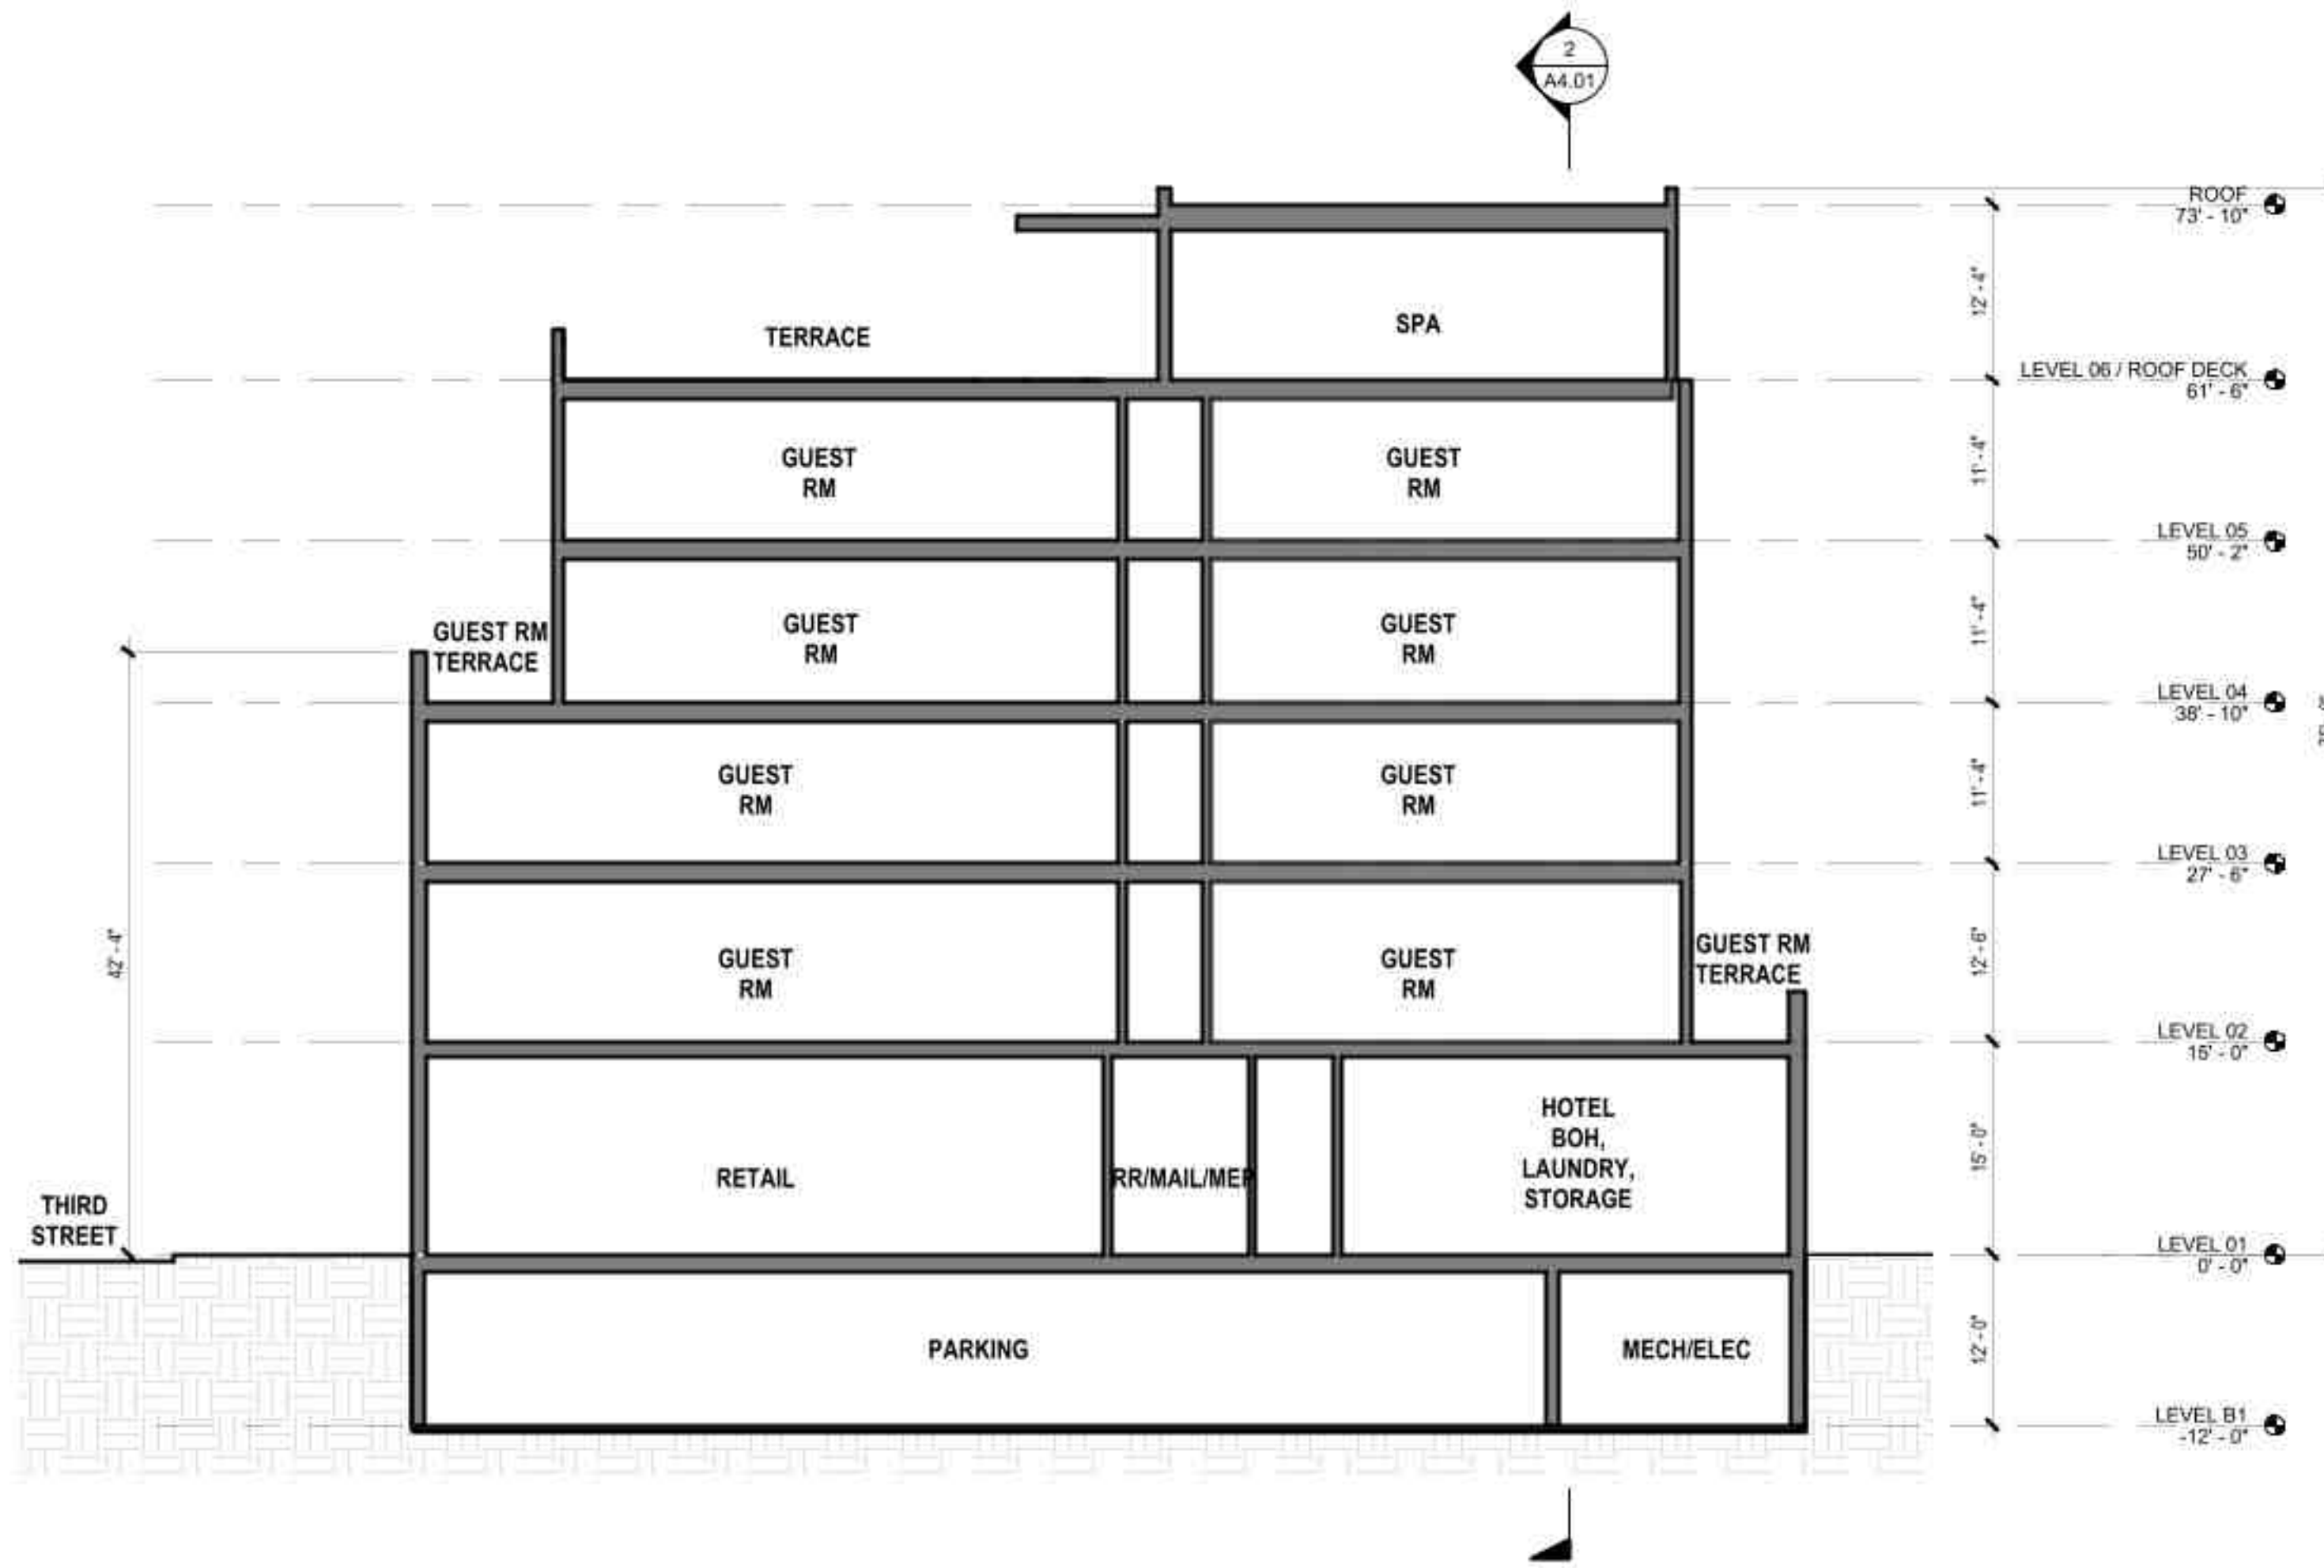 2
A4.01
ROOF
73' - 10"
12' - 4"
TERRACE
SPA
LEVEL 06 / ROOF DECK
61' - 6"
GUEST
RM
GUEST
RM
11' - 4"
LEVEL 05
50' - 2"
GUEST RM
TERRACE
GUEST
RM
GUEST
RM
11' - 4"
LEVEL 04
38' - 10"
GUEST
RM
GUEST
RM
11' - 4"
LEVEL 03
27' - 6"
42' - 4"
GUEST
RM
GUEST
RM
GUEST RM
TERRACE
12' - 6"
LEVEL 02
15' - 0"
RETAIL
RR/MAIL/MEP
HOTEL
BOH,
LAUNDRY,
STORAGE
15' - 0"
THIRD
STREET
LEVEL 01
0' - 0"
PARKING
MECH/ELEC
12' - 0"
LEVEL B1
-12' - 0"